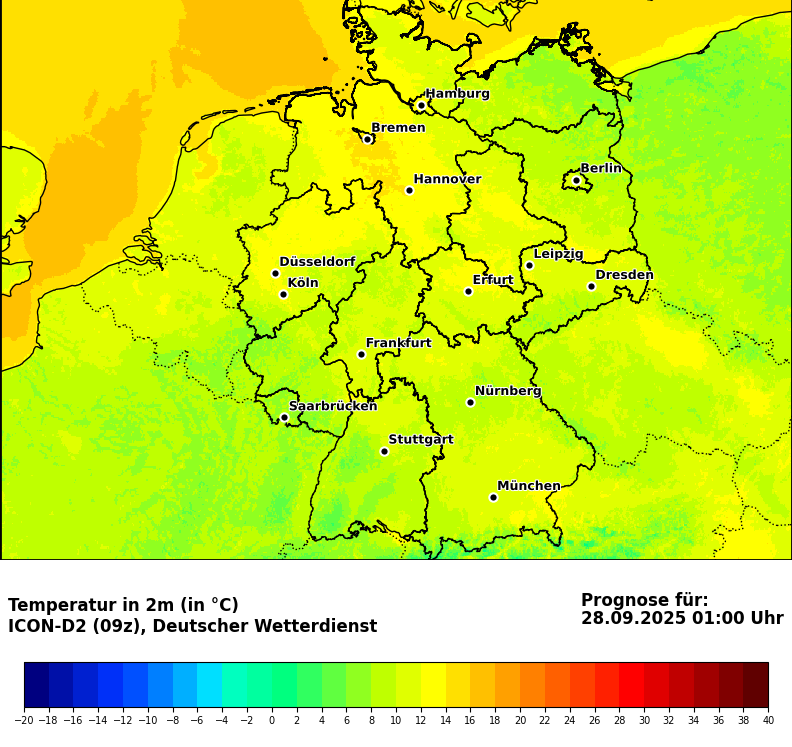 Hamburg
Bremen
Berlin
Hannover
Leipzig
Düsseldorf
Dresden
Köln
Erfurt
Frankfurt
Nürnberg
Saarbrücken
Stuttgart
München
Temperatur in 2m (in °C)
ICON-D2 (09z), Deutscher Wetterdienst
Prognose für:
28.09.2025 01:00 Uhr
−20 −18 −16 −14 −12 −10 −8 −6 −4 −2 0 2 4 6 8 10 12 14 16 18 20 22 24 26 28 30 32 34 36 38 40